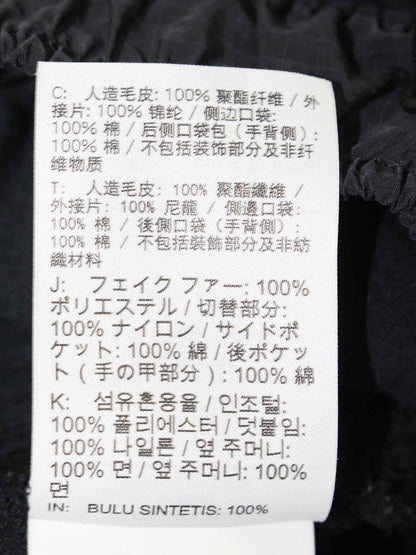 C: 人造毛皮: 100% 聚酯纤维 / 外
接片: 100% 锦纶 / 侧边口袋:
100% 棉 / 后侧口袋包 (手背侧) :
100% 棉 / 不包括装饰部分及非纤
维物质
T: 人造毛皮: 100% 聚酯纖維 /
外接片: 100% 尼龍 / 側邊口袋:
100% 棉 / 後側口袋 (手背側) :
100% 棉 / 不包括裝飾部分及非紡
織材料
J: フェイク ファー: 100%
ポリエステル / 切替部分:
100% ナイロン / サイドポ
ケット: 100% 綿 / 後ポケッ
ト ( 手の甲部分 ) : 100% 綿
K: 섬유혼용율 / 인조털:
100% 폴리에스터 / 덧붙임:
100% 나일론 / 옆 주머니:
100% 면 / 옆 주머니: 100%
면
IN: BULU SINTETIS: 100%